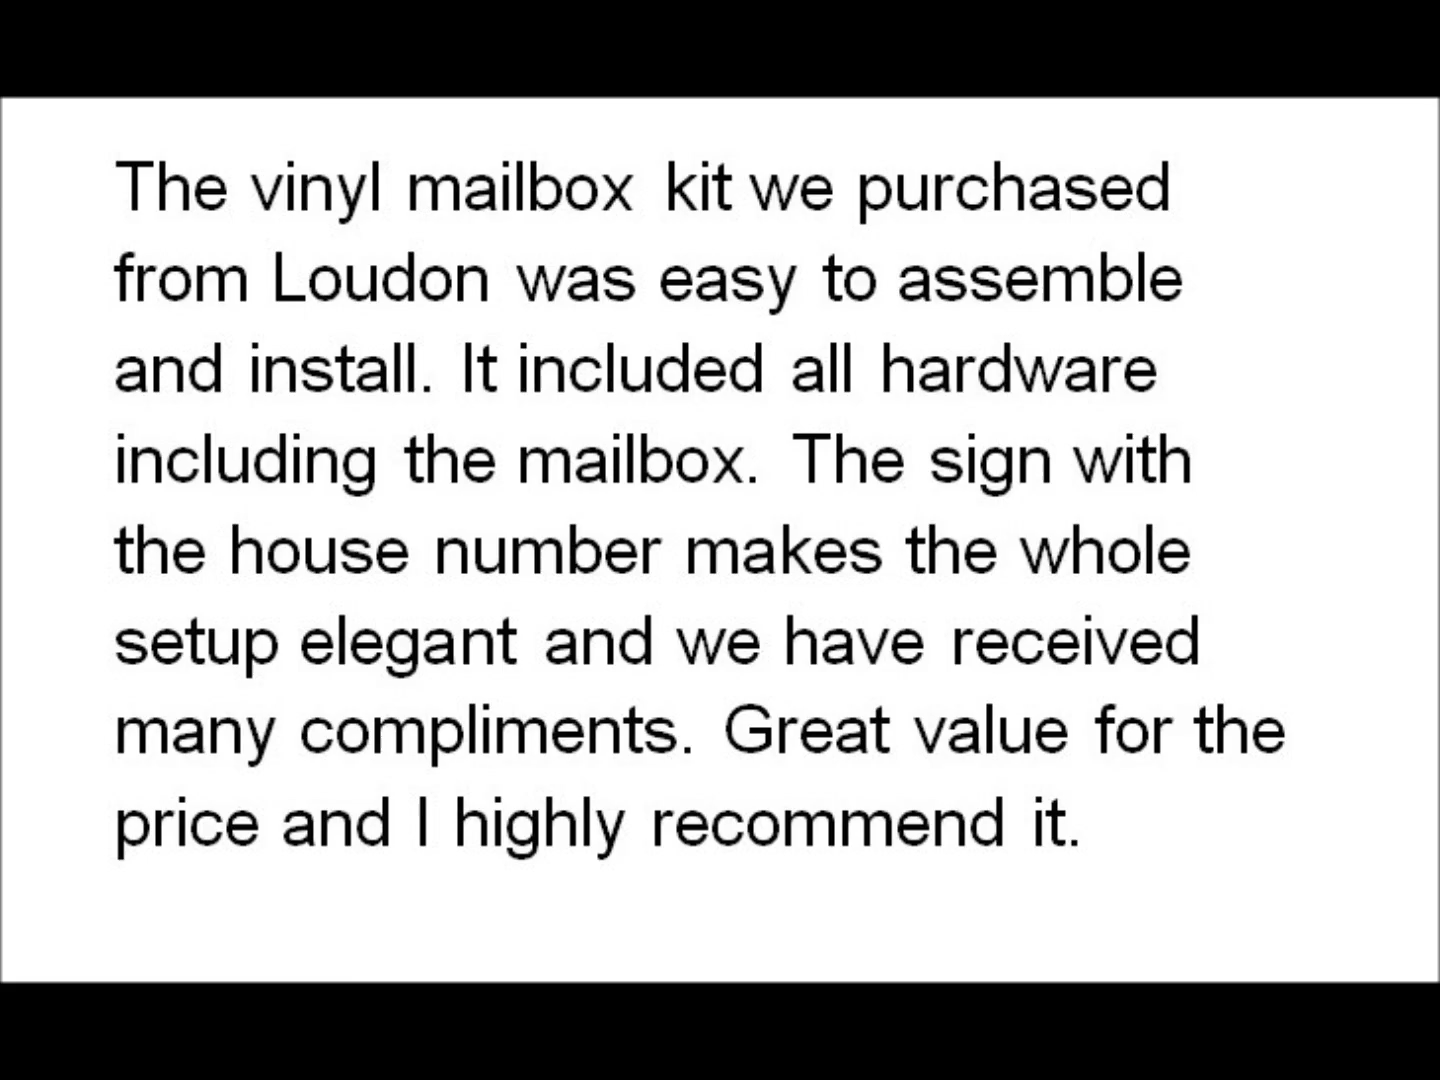 The vinyl mailbox kit we purchased
from Loudon was easy to assemble
and install. It included all hardware
including the mailbox. The sign with
the house number makes the whole
setup elegant and we have received
many compliments. Great value for the
price and I highly recommend it.